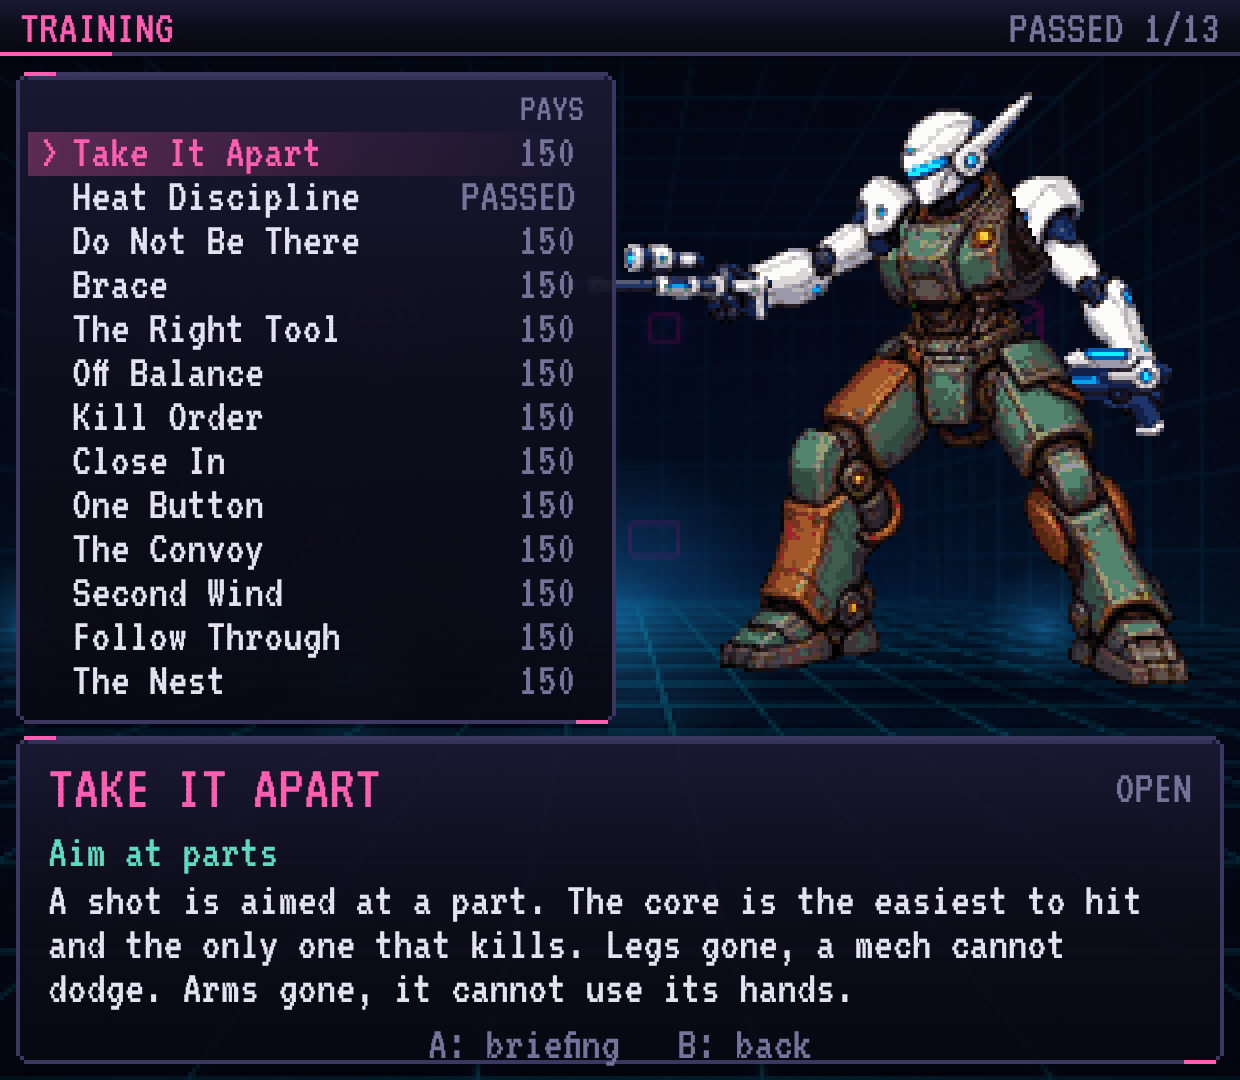 TRAINING PASSED 1/13
PAYS
> Take It Apart 150
Heat Discipline PASSED
Do Not Be There 150
Brace 150
The Right Tool 150
Off Balance 150
Kill Order 150
Close In 150
One Button 150
The Convoy 150
Second Wind 150
Follow Through 150
The Nest 150
TAKE IT APART OPEN
Aim at parts
A shot is aimed at a part. The core is the easiest to hit
and the only one that kills. Legs gone, a mech cannot
dodge. Arms gone, it cannot use its hands.
A: briefing B: back